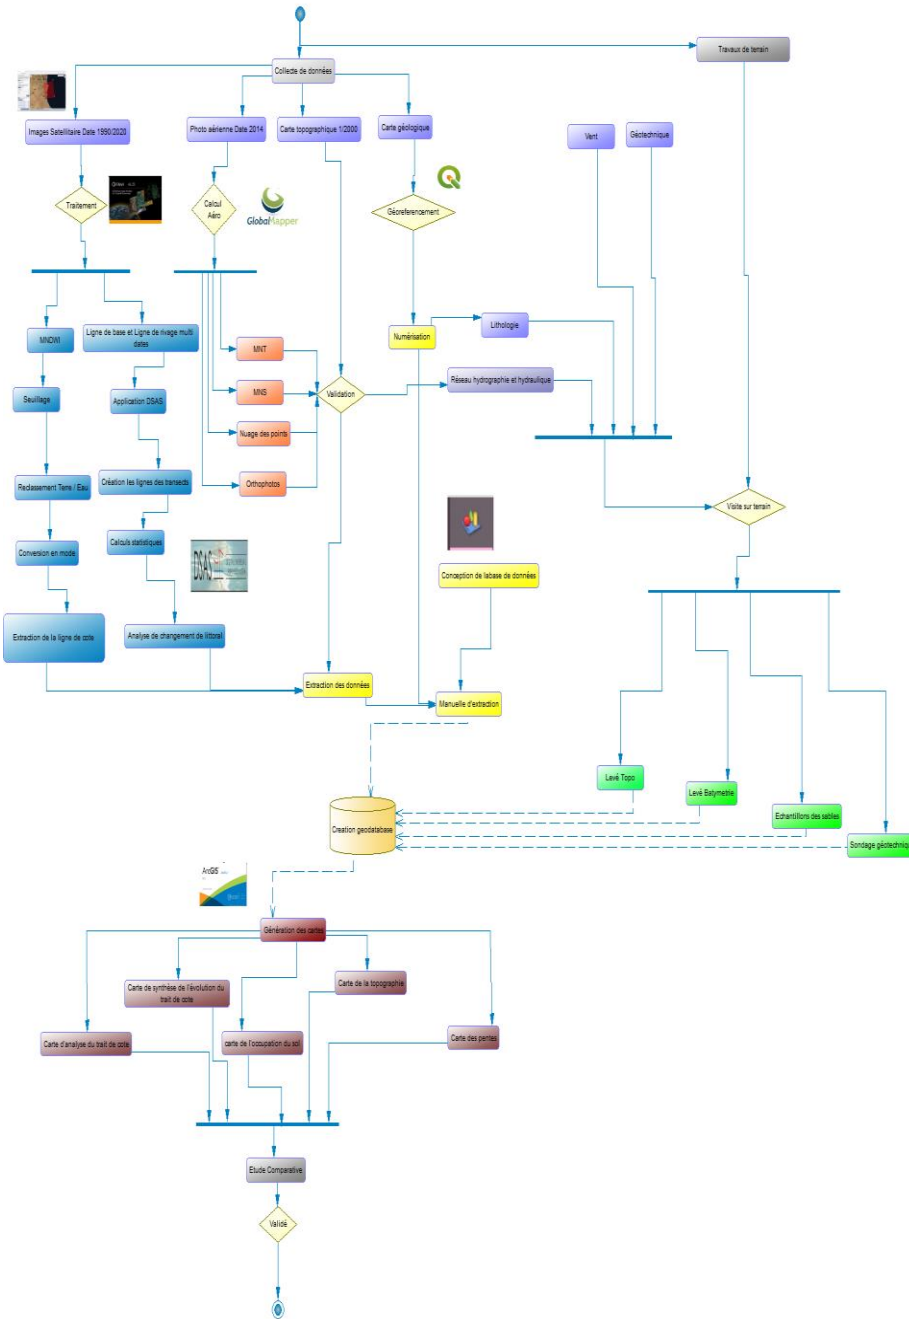 Travaux de terrain
Collecte de données
Images Satellitaire Date 1990/2020
Photo aérienne Date 2014
Carte topographique 1/2000
Carte géologique
Vent
Géotechnique
Traitement
Calcul
Aéro
GlobalMapper
Géoreferencement
MNDWI
Ligne de base et Ligne de rivage multi
dates
MNT
Numérisation
Lithologie
Seuillage
Application DSAS
MNS
Validation
Réseau hydrographie et hydraulique
Nuage des points
Reclassement Terre / Eau
Création les lignes des transects
Orthophotos
Visite sur terrain
Conversion en mode
Calculs statistiques
DSAS
Conception de labase de données
Extraction de la ligne de cote
Analyse de changement de littoral
Extraction des données
Manuelle d'extraction
Levé Topo
Levé Batymetrie
Echantillons des sables
Creation geodatabase
Sondage géotechniq
ArcGIS
Génération des cartes
Carte de synthèse de l'évolution du
trait de cote
Carte de la topographie
Carte d'analyse du trait de cote
carte de l'occupation du sol
Carte des pentes
Etude Comparative
Validé